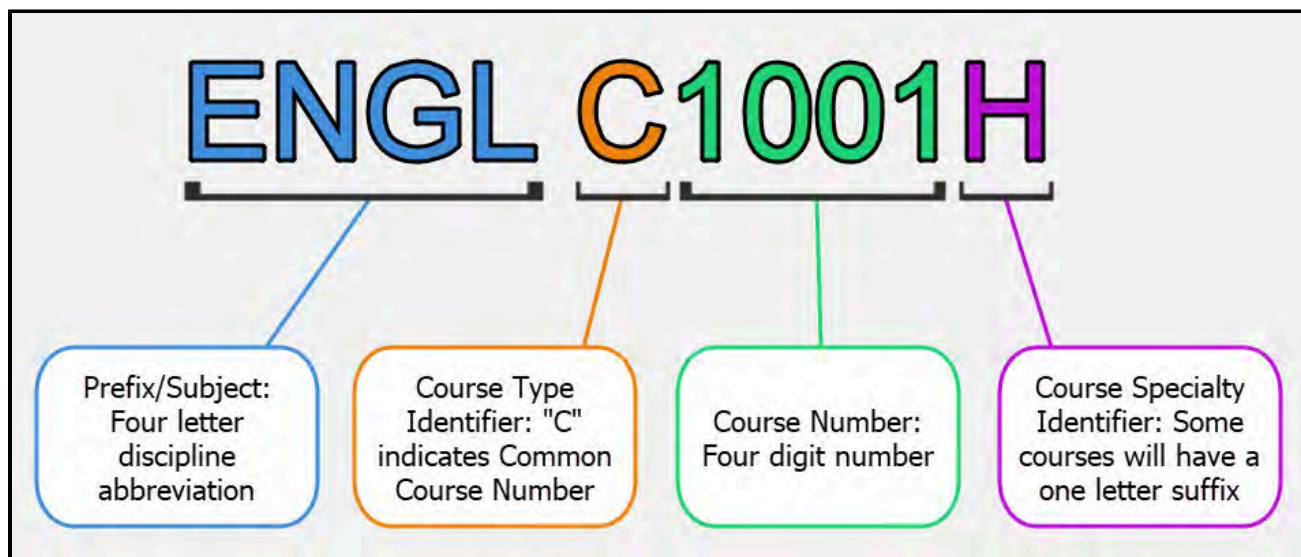 ENGL C1001H
Prefix/Subject:
Four letter
discipline
abbreviation
Course Type
Identifier: "C"
indicates Common
Course Number
Course Number:
Four digit number
Course Specialty
Identifier: Some
courses will have a
one letter suffix